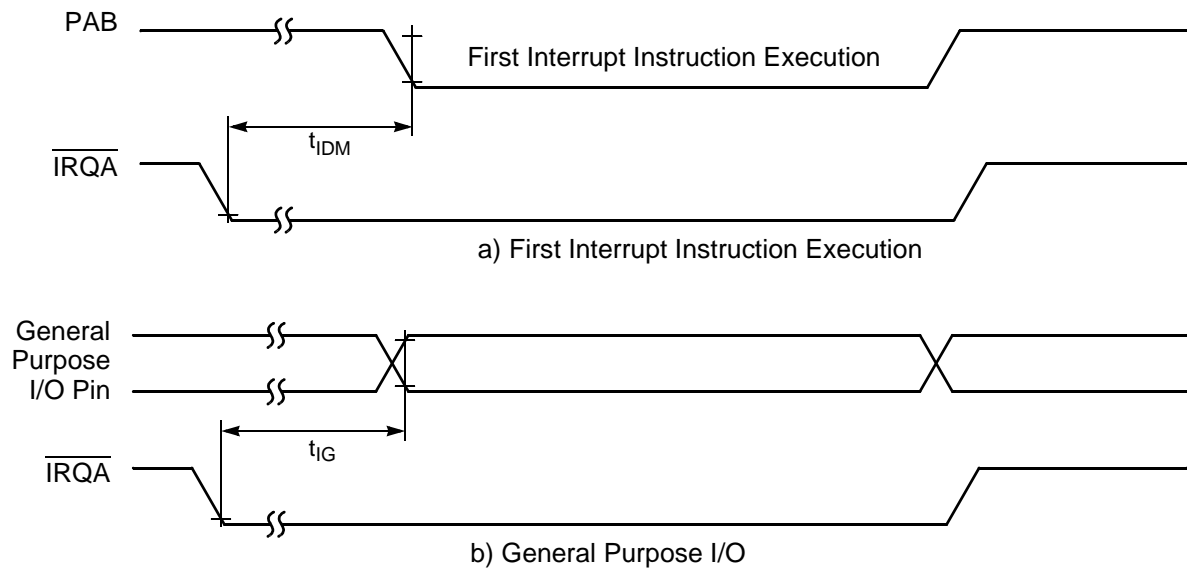 PAB
First Interrupt Instruction Execution
tIDM
IRQA
a) First Interrupt Instruction Execution
General
Purpose
I/O Pin
tIG
IRQA
b) General Purpose I/O